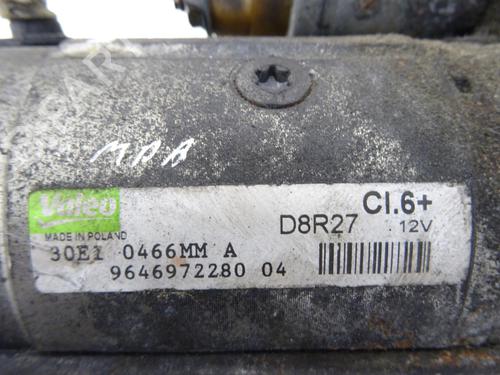 MPA
Valeo
MADE IN POLAND
D8R27
Cl.6+
12V
30E1 0466MM A
9646972280 04